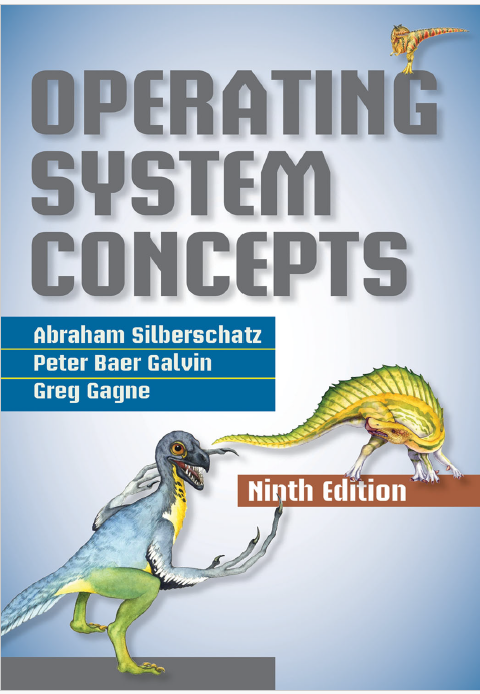 OPERATING
SYSTEM
CONCEPTS
Abraham Silberschatz
Peter Baer Galvin
Greg Gagne
Ninth Edition